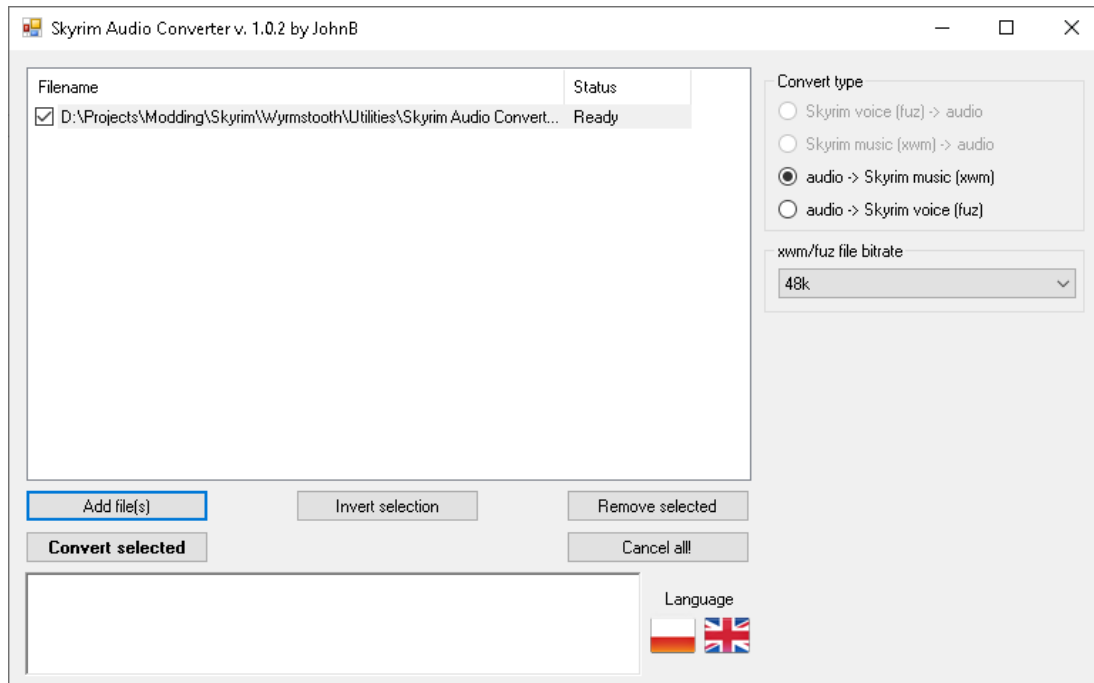 Skyrim Audio Converter v. 1.0.2 by JohnB
Filename Status
D:\Projects\Modding\Skyrim\Wyrmstooth\Utilities\Skyrim Audio Convert... Ready
Convert type
Skyrim voice (fuz) -> audio
Skyrim music (xwm) -> audio
audio -> Skyrim music (xwm)
audio -> Skyrim voice (fuz)
xwm/fuz file bitrate
48k
Add file(s) Invert selection Remove selected
Convert selected Cancel all!
Language